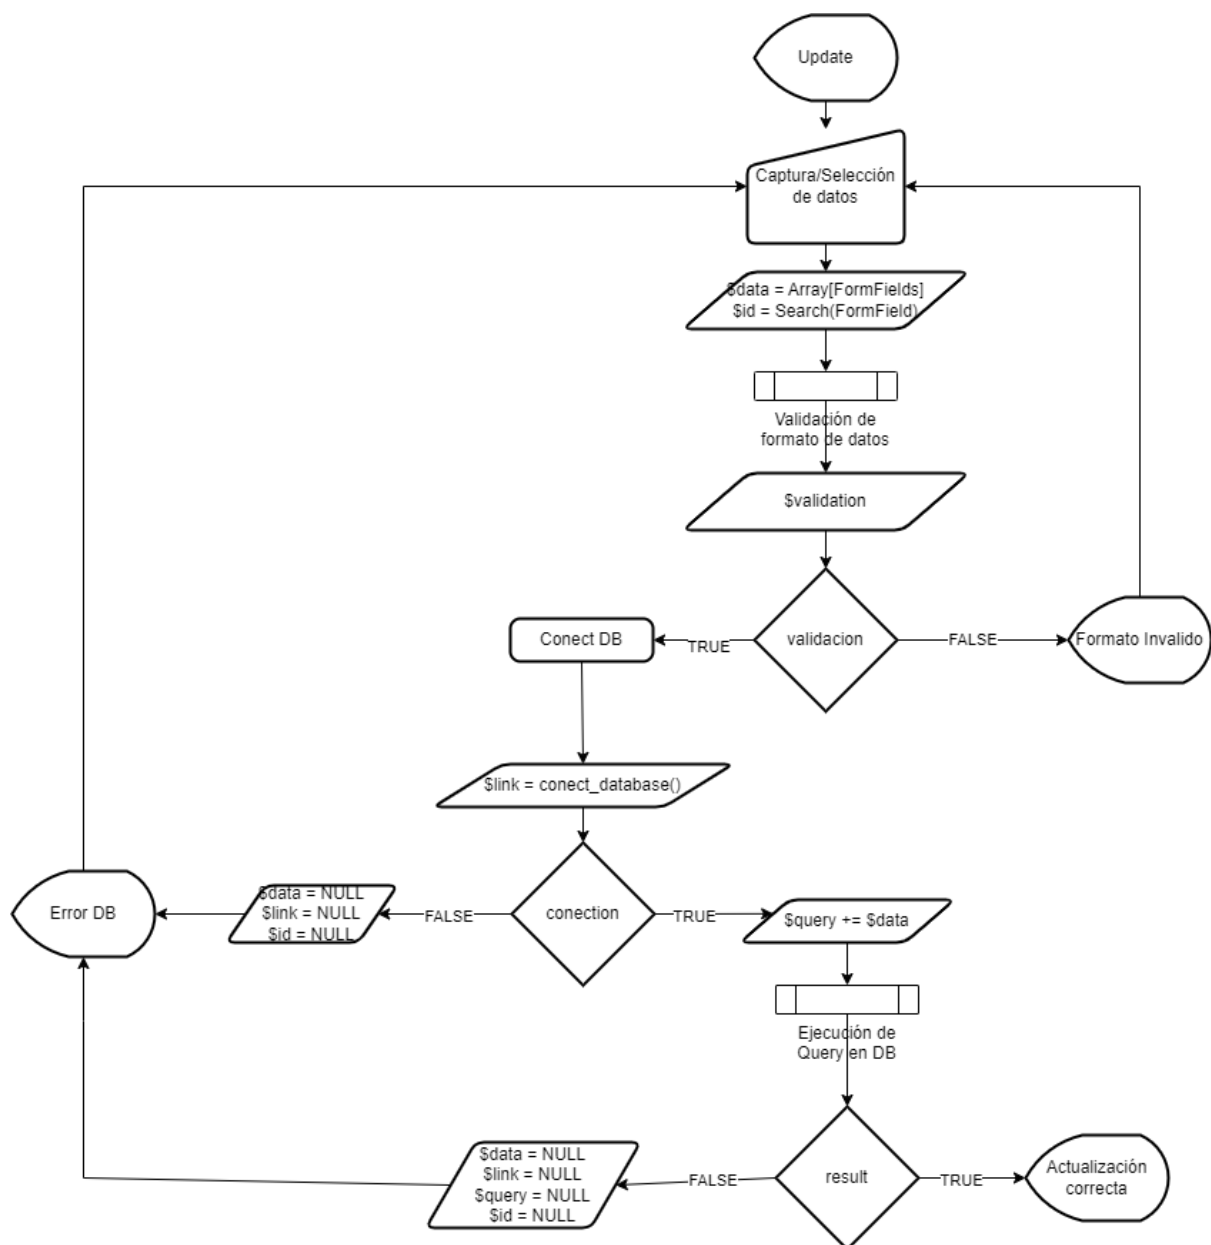 Update
Captura/Selección
de datos
$data = Array[FormFields]
$id = Search(FormField)
Validación de
formato de datos
$validation
validacion
TRUE
FALSE
Conect DB
Formato Invalido
$link = conect_database()
conection
FALSE
TRUE
$data = NULL
$link = NULL
$id = NULL
Error DB
$query += $data
Ejecución de
Query en DB
result
FALSE
TRUE
$data = NULL
$link = NULL
$query = NULL
$id = NULL
Actualización
correcta